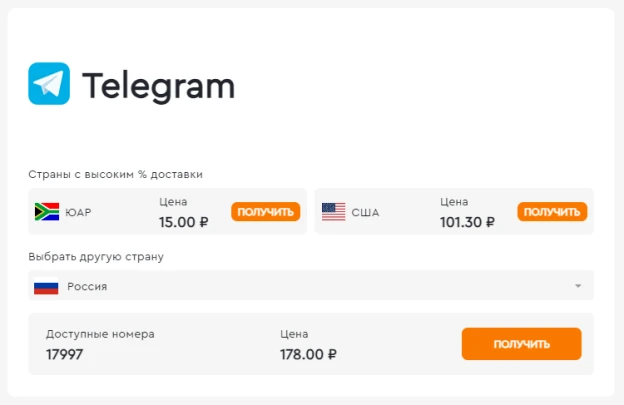 Telegram
Страны с высоким % доставки
ЮАР
Цена
15.00 ₽
ПОЛУЧИТЬ
США
Цена
101.30 ₽
ПОЛУЧИТЬ
Выбрать другую страну
Россия
Доступные номера
17997
Цена
178.00 ₽
ПОЛУЧИТЬ